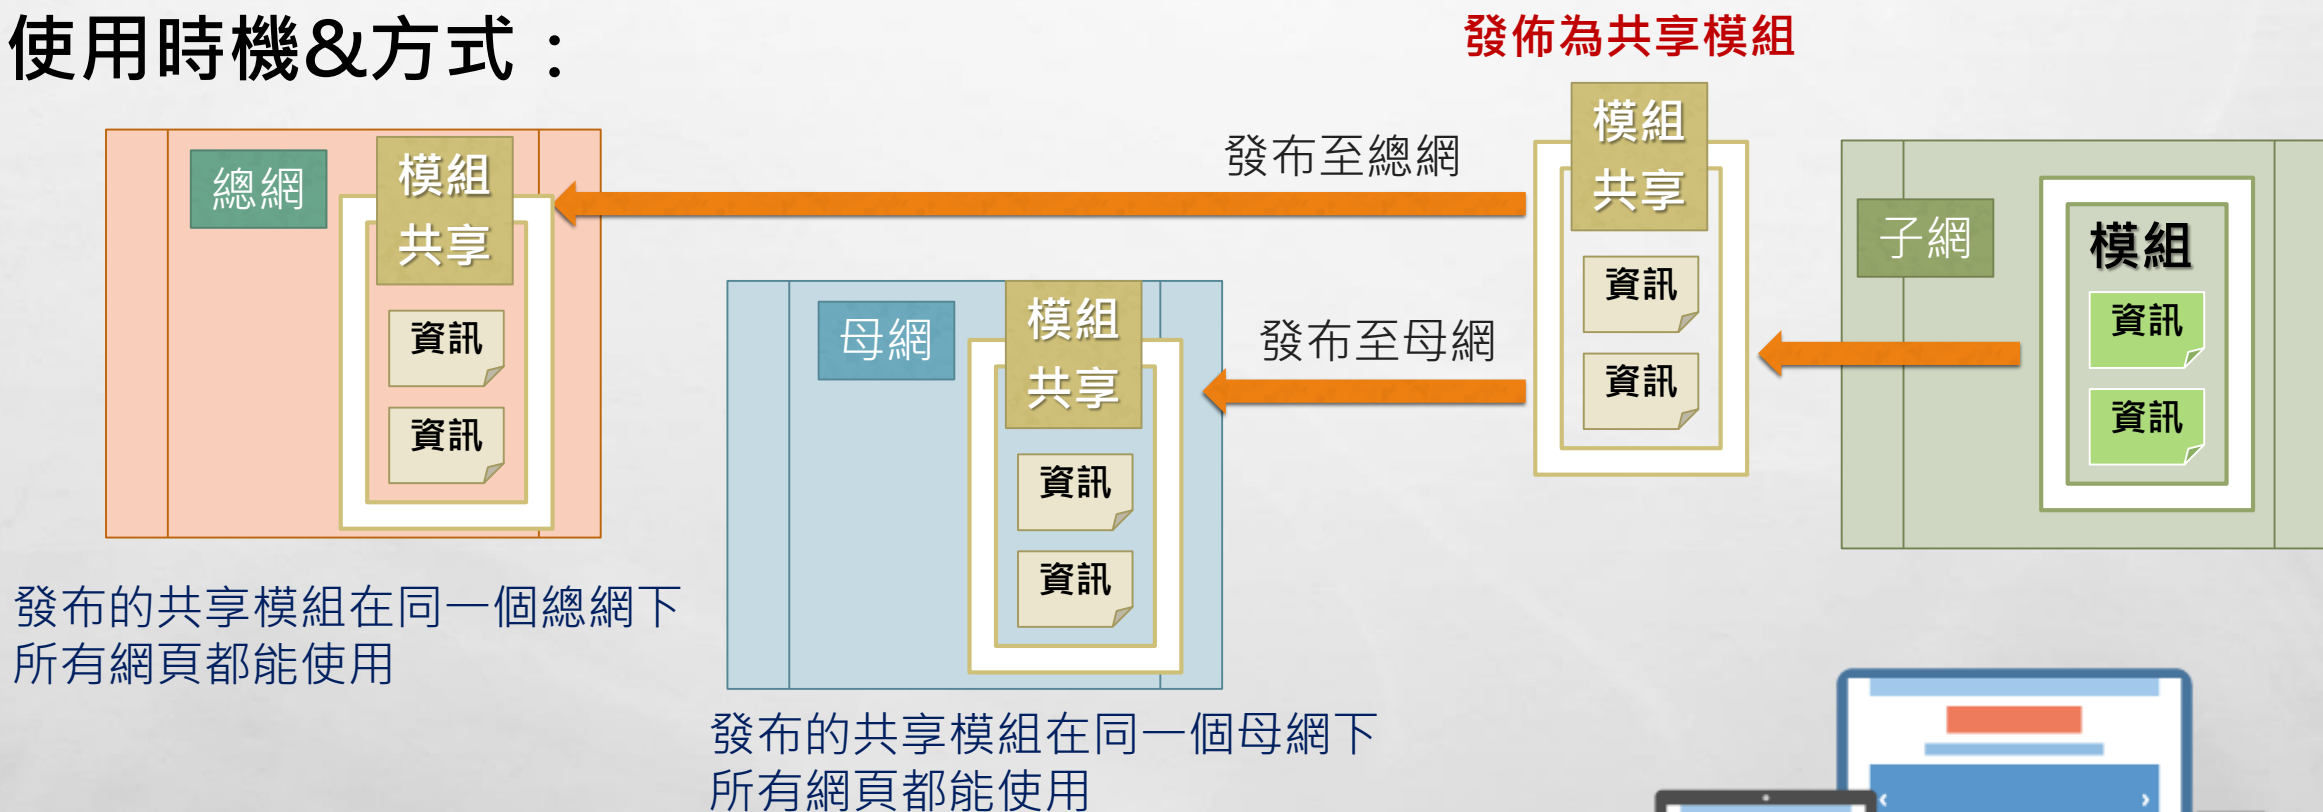 使用時機&方式：
發佈為共享模組
總網
模組
共享
資訊
資訊
發布至總網
母網
模組
共享
資訊
資訊
發布至母網
模組
共享
資訊
資訊
子網
模組
資訊
資訊
發布的共享模組在同一個總網下
所有網頁都能使用
發布的共享模組在同一個母網下
所有網頁都能使用